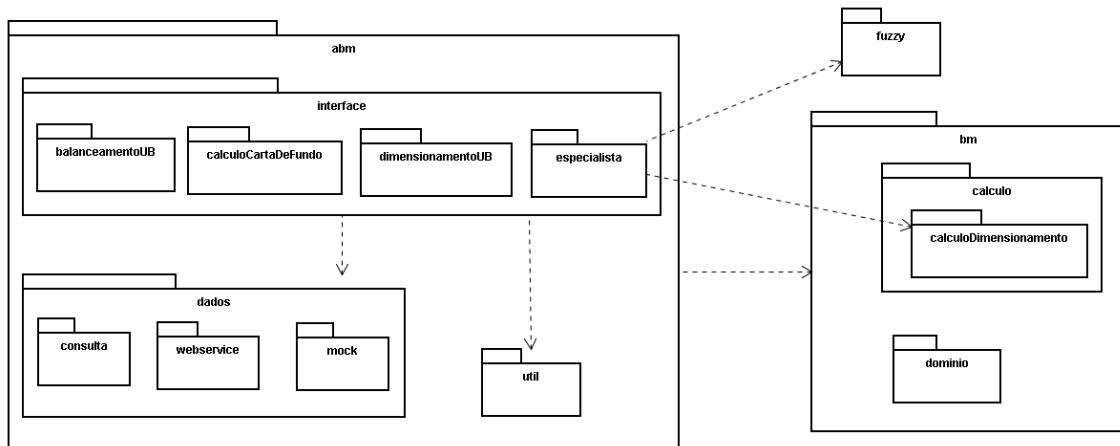 abm
interface
balanceamentoUB
calculoCartaDeFundo
dimensionamentoUB
especialista
dados
consulta
webservice
mock
util
fuzzy
bm
calculo
calculoDimensionamento
dominio